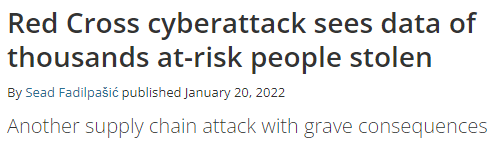 Red Cross cyberattack sees data of
thousands at-risk people stolen
By Sead Fadilpašić published January 20, 2022
Another supply chain attack with grave consequences